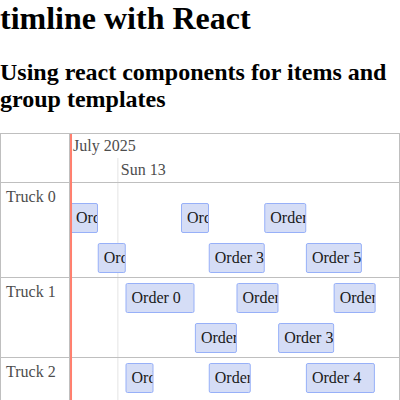 timline with React
Using react components for items and
group templates
July 2025
Sun 13
Truck 0
Ord
Ord
Order
Ord
Order 3
Order 5
Truck 1
Order 0
Order
Order
Order
Order 3
Truck 2
Ord
Order
Order 4